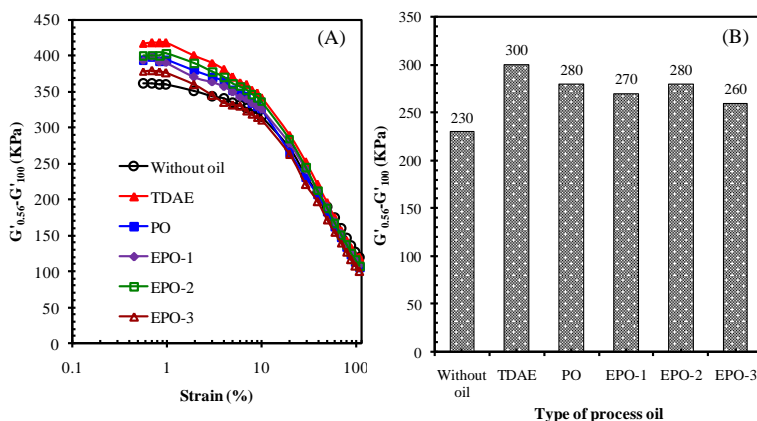 (A)
G'0.56-G'100 (KPa)
450
400
350
300
250
200
150
100
50
0
Without oil
TDAE
PO
EPO-1
EPO-2
EPO-3
0.1 1 10 100
Strain (%)
(B)
G'0.56-G'100 (KPa)
350
300
250
200
150
100
50
0
230 300 280 270 280 260
Without TDAE PO EPO-1 EPO-2 EPO-3
oil
Type of process oil